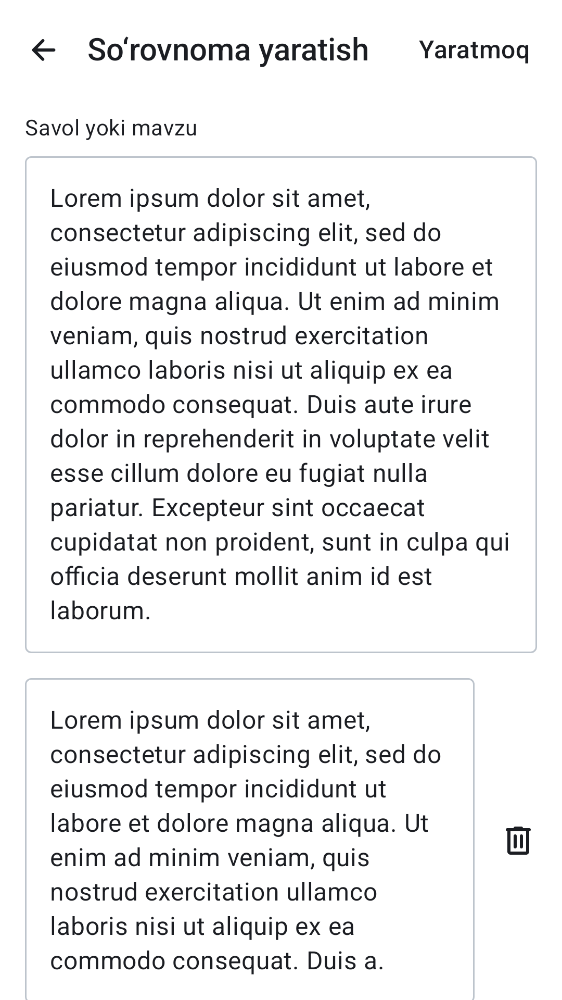 Soʻrovnoma yaratish
Yaratmoq
Savol yoki mavzu
Lorem ipsum dolor sit amet,
consectetur adipiscing elit, sed do
eiusmod tempor incididunt ut labore et
dolore magna aliqua. Ut enim ad minim
veniam, quis nostrud exercitation
ullamco laboris nisi ut aliquip ex ea
commodo consequat. Duis aute irure
dolor in reprehenderit in voluptate velit
esse cillum dolore eu fugiat nulla
pariatur. Excepteur sint occaecat
cupidatat non proident, sunt in culpa qui
officia deserunt mollit anim id est
laborum.
Lorem ipsum dolor sit amet,
consectetur adipiscing elit, sed do
eiusmod tempor incididunt ut
labore et dolore magna aliqua. Ut
enim ad minim veniam, quis
nostrud exercitation ullamco
laboris nisi ut aliquip ex ea
commodo consequat. Duis a.